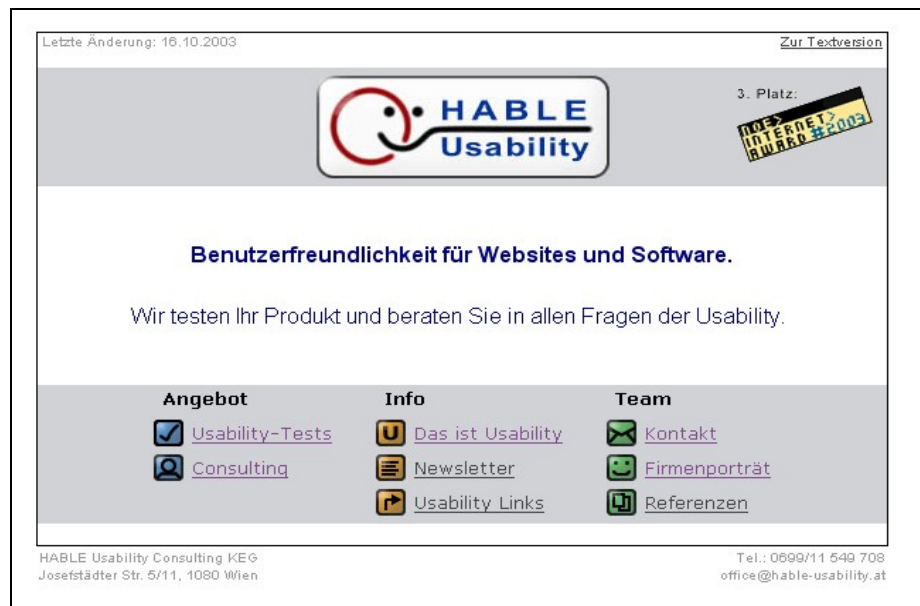 Letzte Änderung: 16.10.2003
Zur Textversion
HABLE
Usability
3. Platz:
NOE>
INTERNET>
AWARD #2003
Benutzerfreundlichkeit für Websites und Software.
Wir testen Ihr Produkt und beraten Sie in allen Fragen der Usability.
Angebot Info Team
Usability-Tests U Das ist Usability Kontakt
Consulting Newsletter Firmenporträt
Usability Links Referenzen
HABLE Usability Consulting KEG Tel.: 0699/11 549 708
Josefstädter Str. 5/11, 1080 Wien office@hable-usability.at